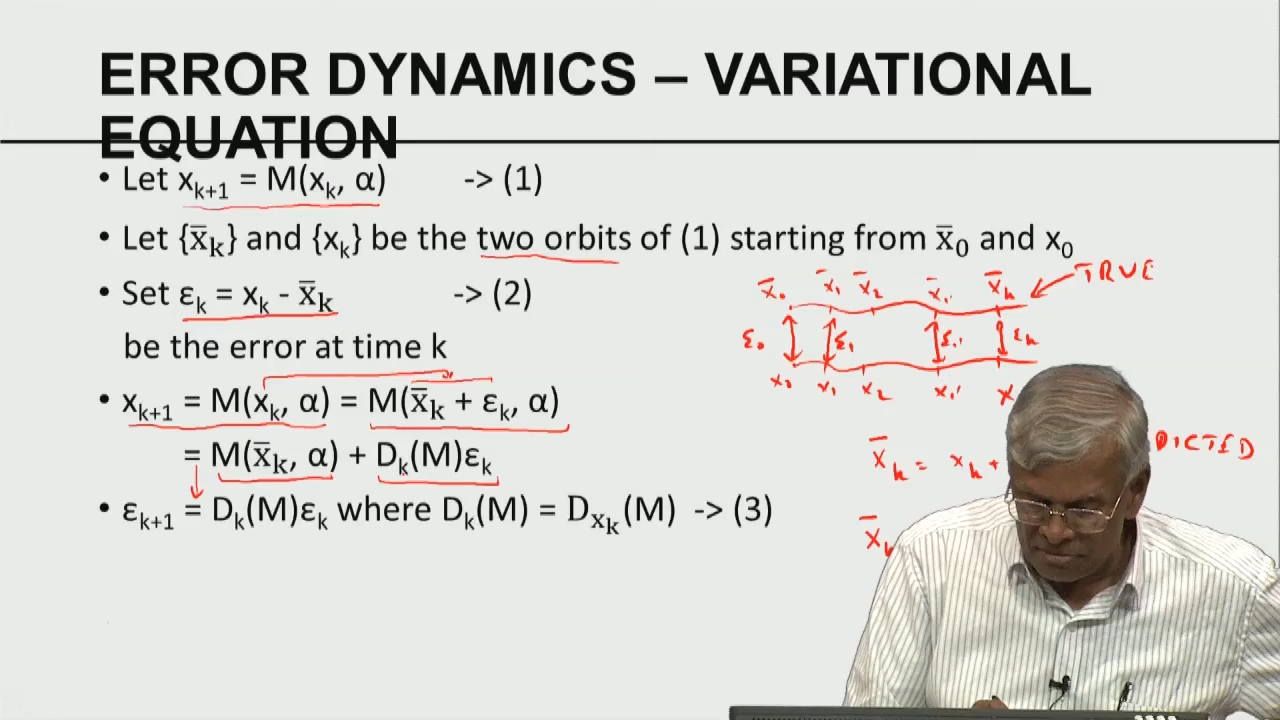 ERROR DYNAMICS – VARIATIONAL
EQUATION
• Let xₖ₊₁ = M(xₖ, α) -> (1)
• Let {x̅ₖ} and {xₖ} be the two orbits of (1) starting from x̅₀ and x₀
• Set εₖ = xₖ - x̅ₖ -> (2)
be the error at time k
• xₖ₊₁ = M(xₖ, α) = M(x̅ₖ + εₖ, α)
= M(x̅ₖ, α) + Dₖ(M)εₖ
• εₖ₊₁ = Dₖ(M)εₖ where Dₖ(M) = Dₓₖ(M) -> (3)
TRUE
x̅₀ x̅₁ x̅₂ x̅ᵢ x̅ₖ
ε₀ ε₁ εᵢ εₖ
x₀ x₁ x₂ xᵢ x
DICTED
x̅ₖ = xₖ +
x̅